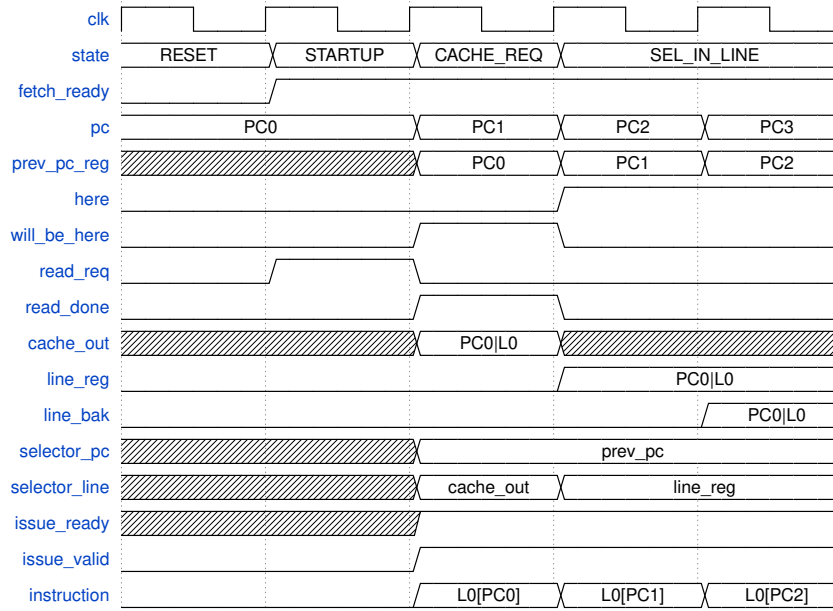 clk
state RESET STARTUP CACHE_REQ SEL_IN_LINE
fetch_ready
pc PC0 PC1 PC2 PC3
prev_pc_reg PC0 PC1 PC2
here
will_be_here
read_req
read_done
cache_out PC0|L0
line_reg PC0|L0
line_bak PC0|L0
selector_pc prev_pc
selector_line cache_out line_reg
issue_ready
issue_valid
instruction L0[PC0] L0[PC1] L0[PC2]